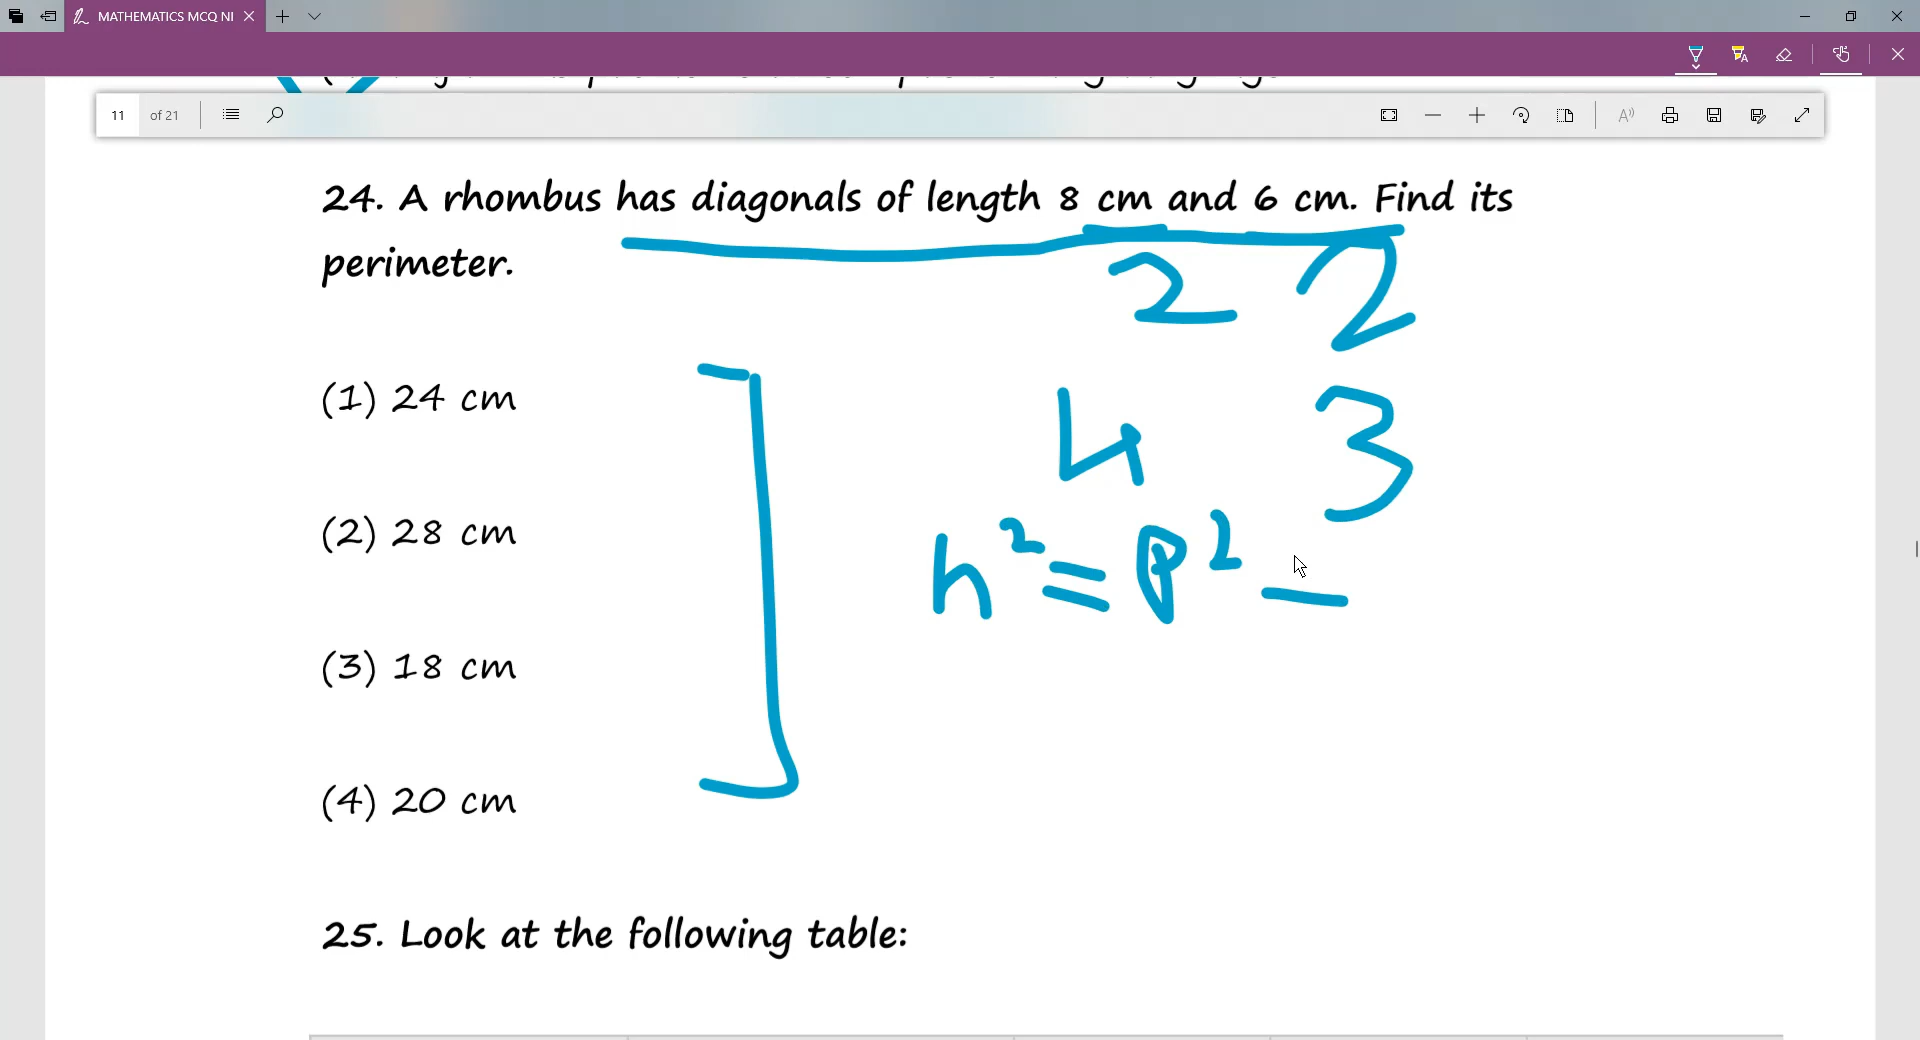 MATHEMATICS MCQ NI
11 of 21
24. A rhombus has diagonals of length 8 cm and 6 cm. Find its
perimeter.
2 2
(1) 24 cm
4 3
(2) 28 cm
h² = P² –
(3) 18 cm
(4) 20 cm
25. Look at the following table: